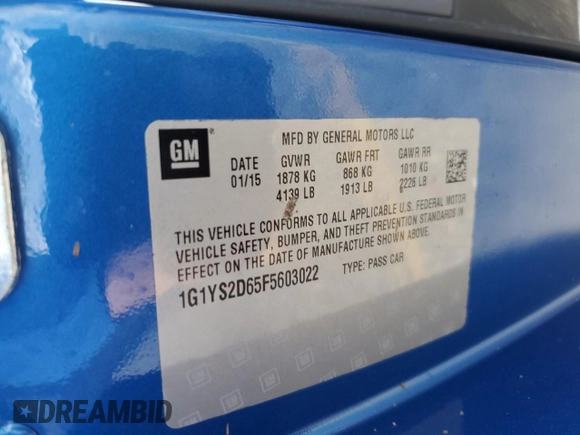 GM
MFD BY GENERAL MOTORS LLC
DATE GVWR GAWR FRT GAWR RR
01/15 1878 KG 868 KG 1010 KG
4139 LB 1913 LB 2226 LB
THIS VEHICLE CONFORMS TO ALL APPLICABLE U.S. FEDERAL MOTOR
VEHICLE SAFETY, BUMPER, AND THEFT PREVENTION STANDARDS IN
EFFECT ON THE DATE OF MANUFACTURE SHOWN ABOVE.
1G1YS2D65F5603022 TYPE: PASS CAR
DREAMBID